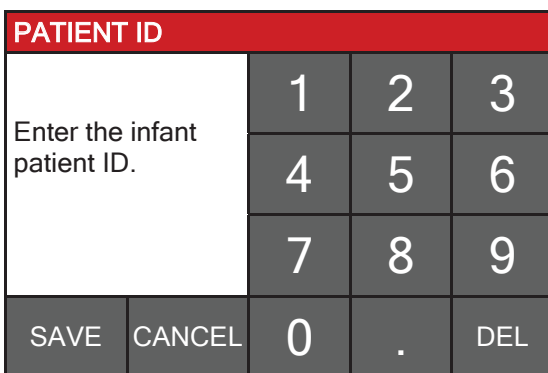 PATIENT ID
Enter the infant
patient ID.
1 2 3
4 5 6
7 8 9
SAVE CANCEL 0 . DEL